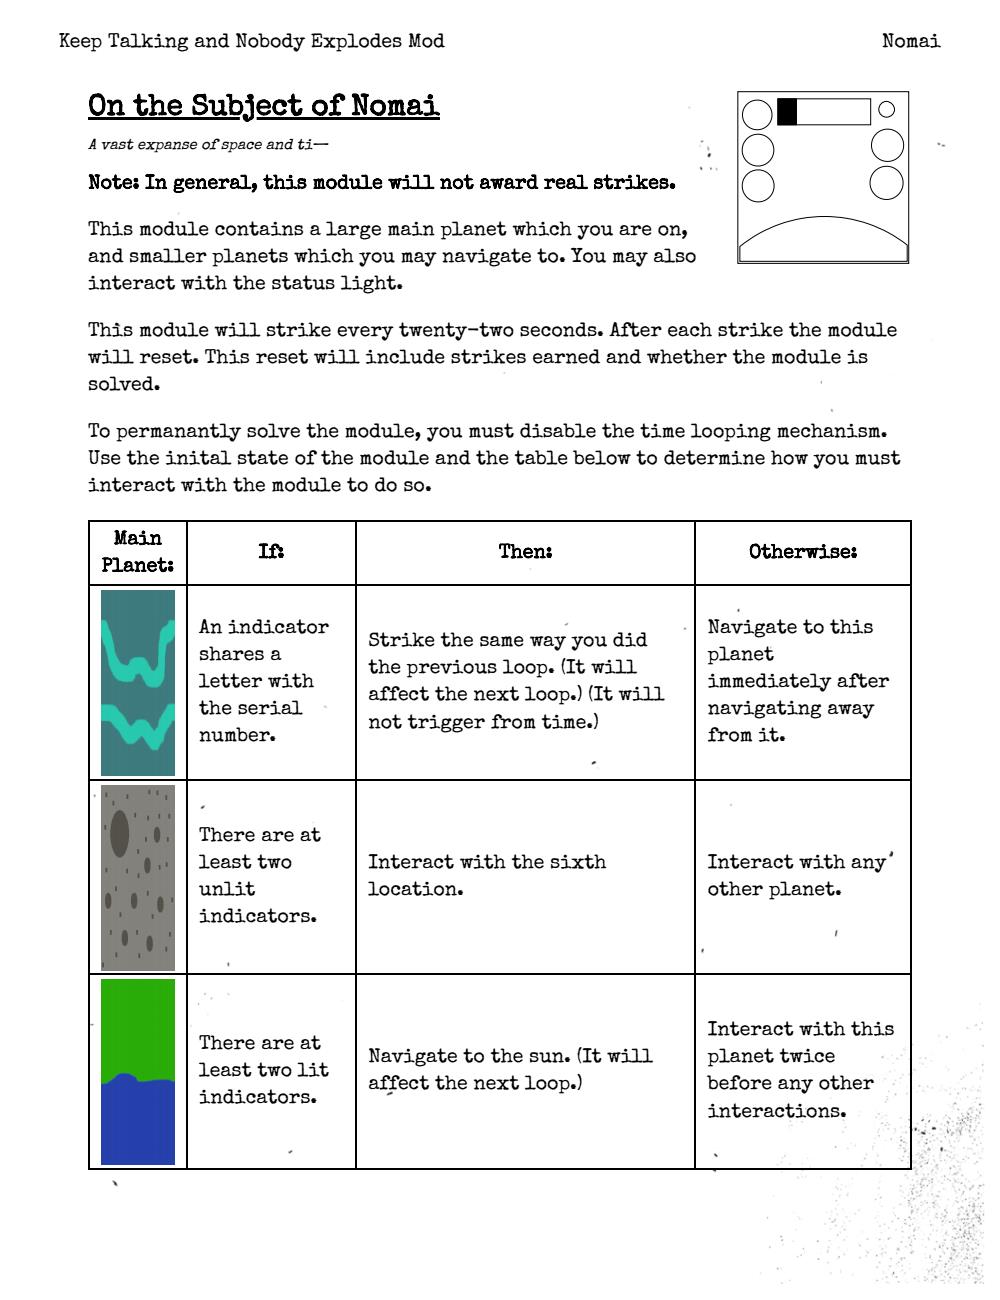 Keep Talking and Nobody Explodes Mod
Nomai
On the Subject of Nomai
A vast expanse of space and ti—
Note: In general, this module will not award real strikes.
This module contains a large main planet which you are on,
and smaller planets which you may navigate to. You may also
interact with the status light.
This module will strike every twenty-two seconds. After each strike the module
will reset. This reset will include strikes earned and whether the module is
solved.
To permanantly solve the module, you must disable the time looping mechanism.
Use the inital state of the module and the table below to determine how you must
interact with the module to do so.
Main
Planet:
If:
Then:
Otherwise:
An indicator
shares a
letter with
the serial
number.
Strike the same way you did
the previous loop. (It will
affect the next loop.) (It will
not trigger from time.)
Navigate to this
planet
immediately after
navigating away
from it.
There are at
least two
unlit
indicators.
Interact with the sixth
location.
Interact with any
other planet.
There are at
least two lit
indicators.
Navigate to the sun. (It will
affect the next loop.)
Interact with this
planet twice
before any other
interactions.